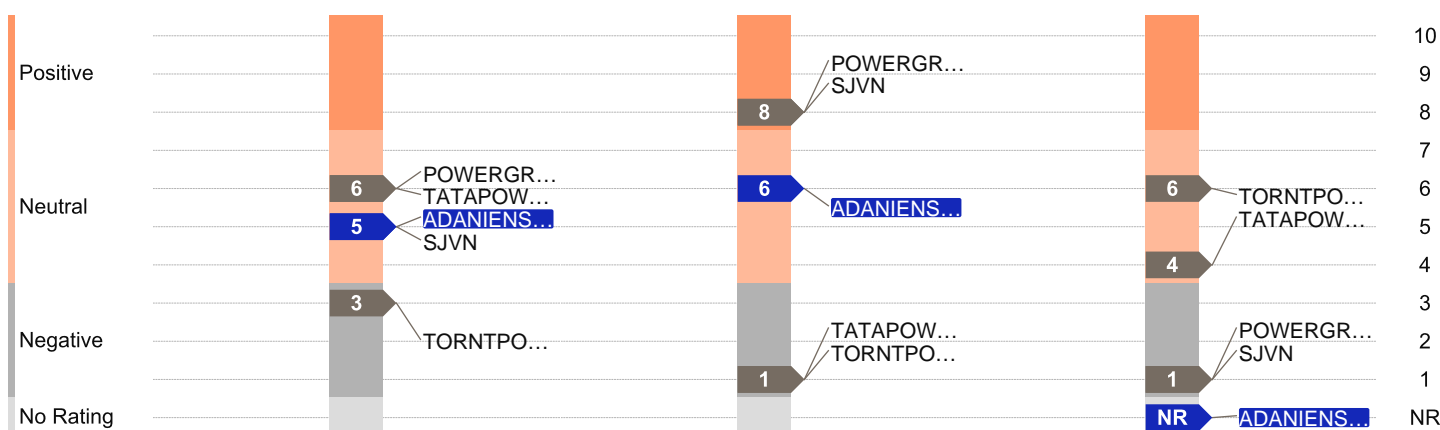 10
POWERGR…
Positive
9
SJVN
8
8
7
POWERGR…
6
6
6
6
TATAPOW…
TORNTPO…
Neutral
ADANIENS…
ADANIENS…
TATAPOW…
5
5
SJVN
4
4
3
3
TATAPOW…
POWERGR…
Negative
TORNTPO…
2
TORNTPO…
SJVN
1
1
1
No Rating
NR
ADANIENS…
NR